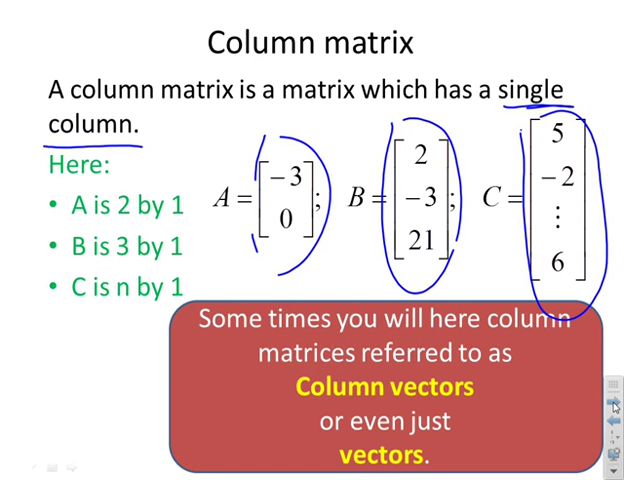 Column matrix
A column matrix is a matrix which has a single
column.
Here:
• A is 2 by 1
• B is 3 by 1
• C is n by 1
A = [ −3
0 ] ;
B = [ 2
−3
21 ] ;
C = [ 5
−2
⋮
6 ]
Some times you will here column
matrices referred to as
Column vectors
or even just
vectors.